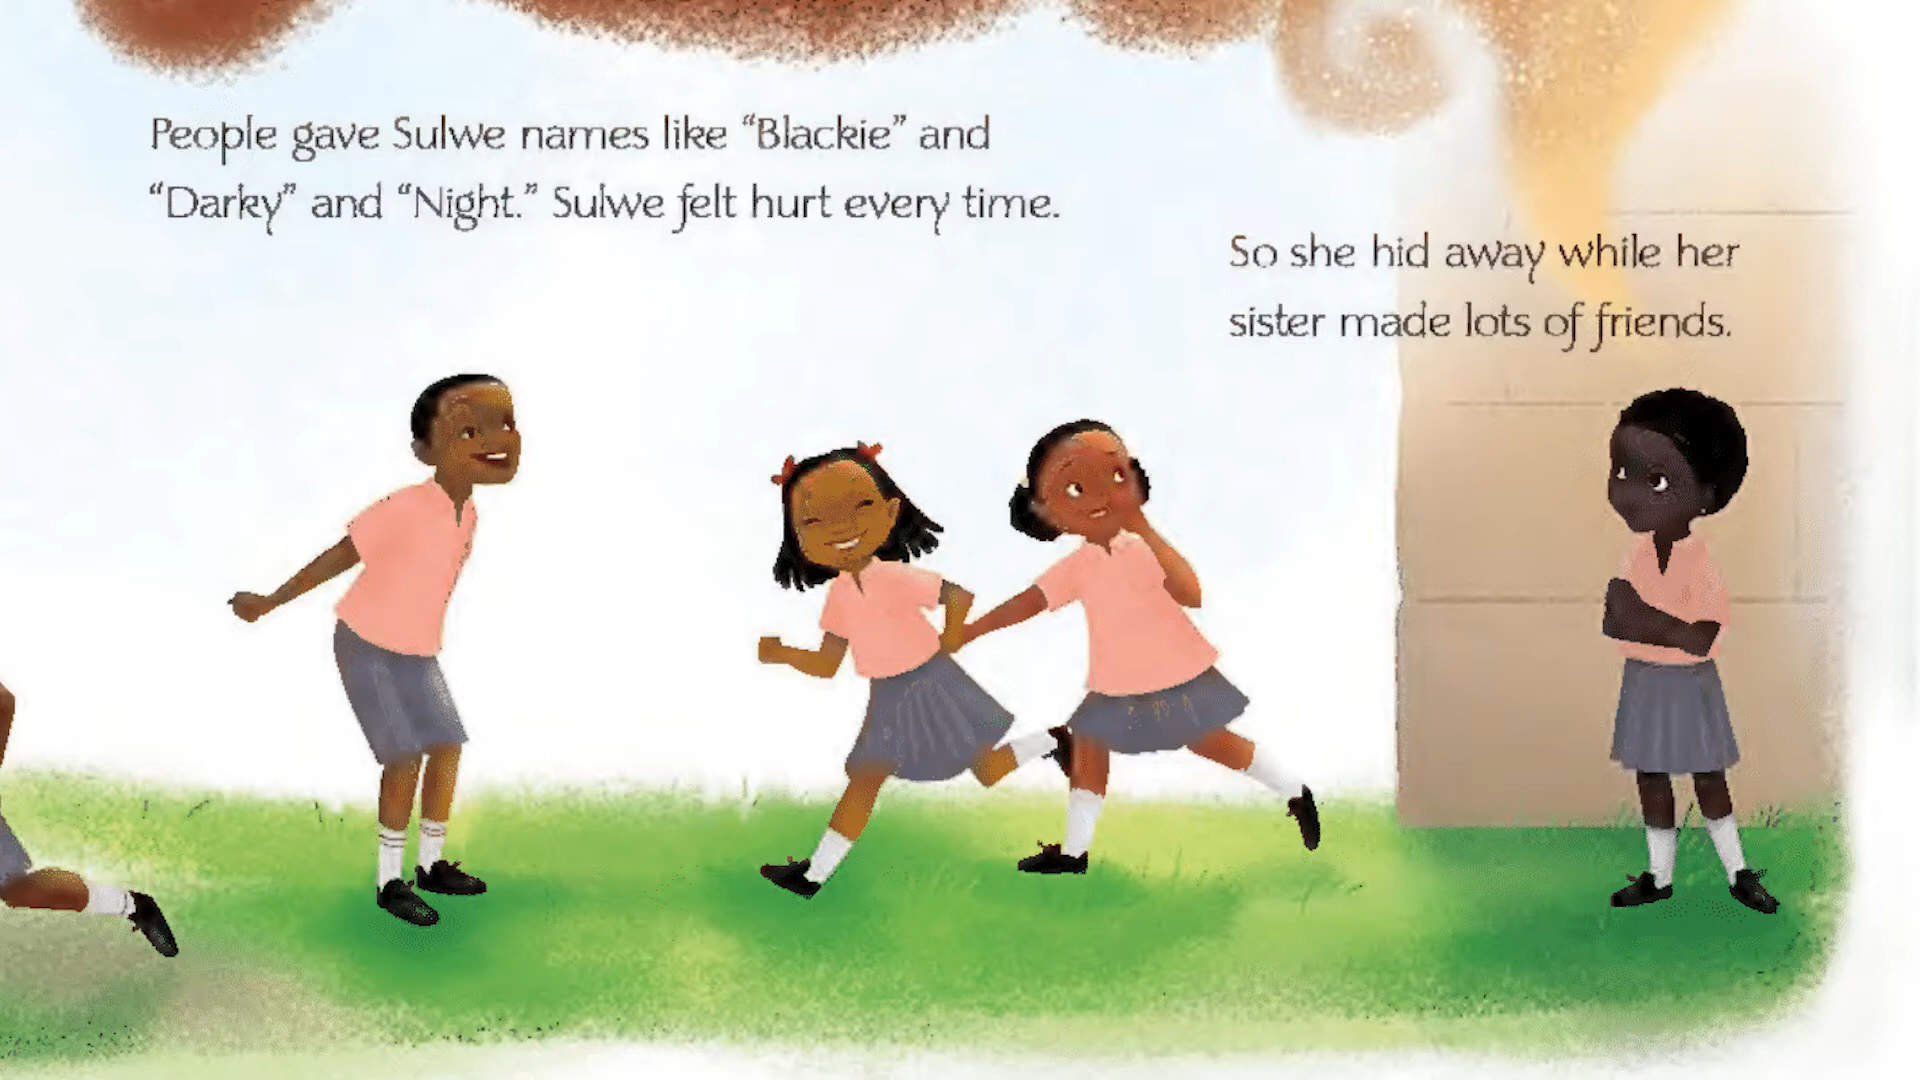 People gave Sulwe names like “Blackie” and
“Darky” and “Night.” Sulwe felt hurt every time.
So she hid away while her
sister made lots of friends.